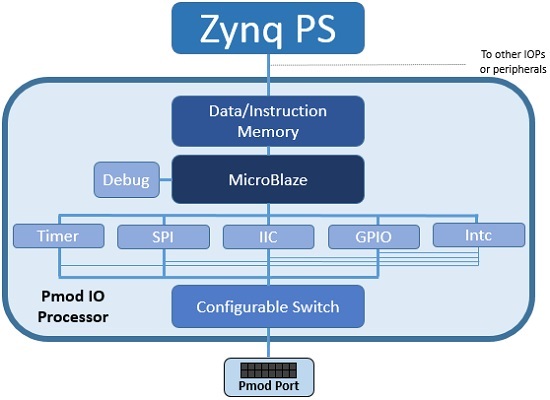 Zynq PS
To other IOPs
or peripherals
Data/Instruction
Memory
Debug
MicroBlaze
Timer
SPI
IIC
GPIO
Intc
Pmod IO
Processor
Configurable Switch
Pmod Port